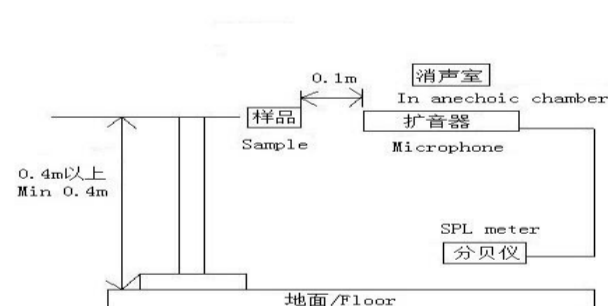 0.1m
消声室
In anechoic chamber
样品
扩音器
Sample
Microphone
0.4m以上
Min 0.4m
SPL meter
分贝仪
地面/Floor